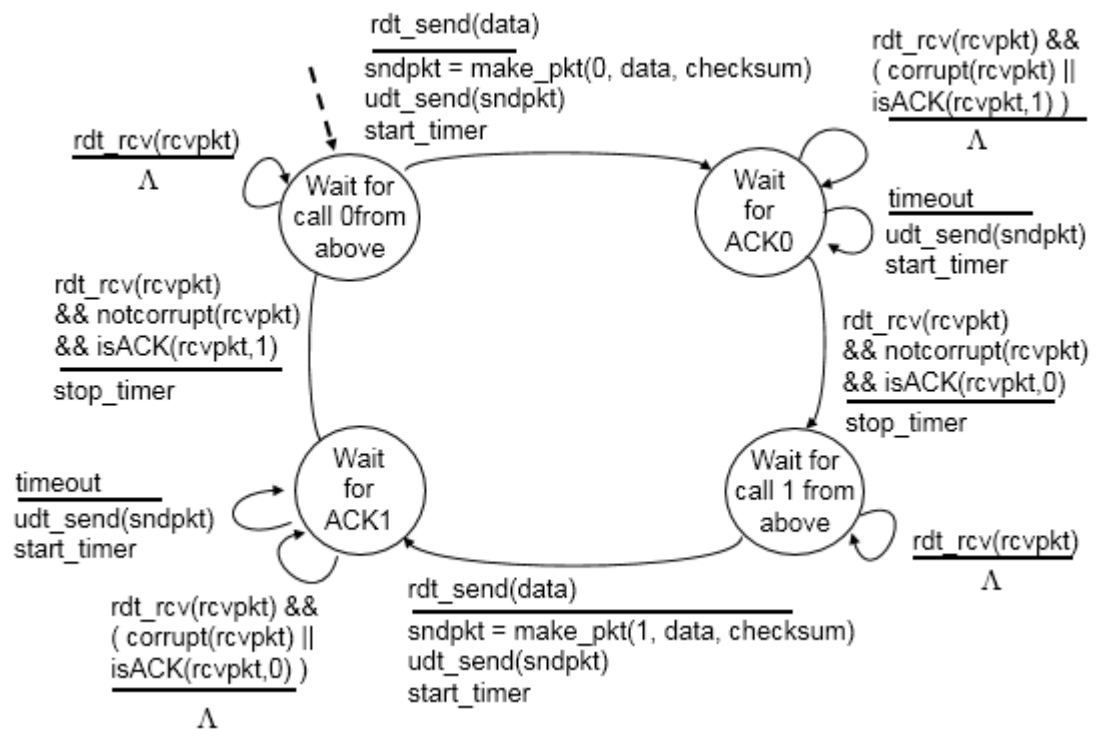 rdt_send(data)
sndpkt = make_pkt(0, data, checksum)
udt_send(sndpkt)
start_timer
rdt_rcv(rcvpkt) &&
( corrupt(rcvpkt) ||
isACK(rcvpkt,1) )
Λ
rdt_rcv(rcvpkt)
Λ
Wait for
call 0from
above
Wait
for
ACK0
timeout
udt_send(sndpkt)
start_timer
rdt_rcv(rcvpkt)
&& notcorrupt(rcvpkt)
&& isACK(rcvpkt,1)
stop_timer
rdt_rcv(rcvpkt)
&& notcorrupt(rcvpkt)
&& isACK(rcvpkt,0)
stop_timer
Wait
for
ACK1
Wait for
call 1 from
above
timeout
udt_send(sndpkt)
start_timer
rdt_rcv(rcvpkt)
Λ
rdt_rcv(rcvpkt) &&
( corrupt(rcvpkt) ||
isACK(rcvpkt,0) )
Λ
rdt_send(data)
sndpkt = make_pkt(1, data, checksum)
udt_send(sndpkt)
start_timer